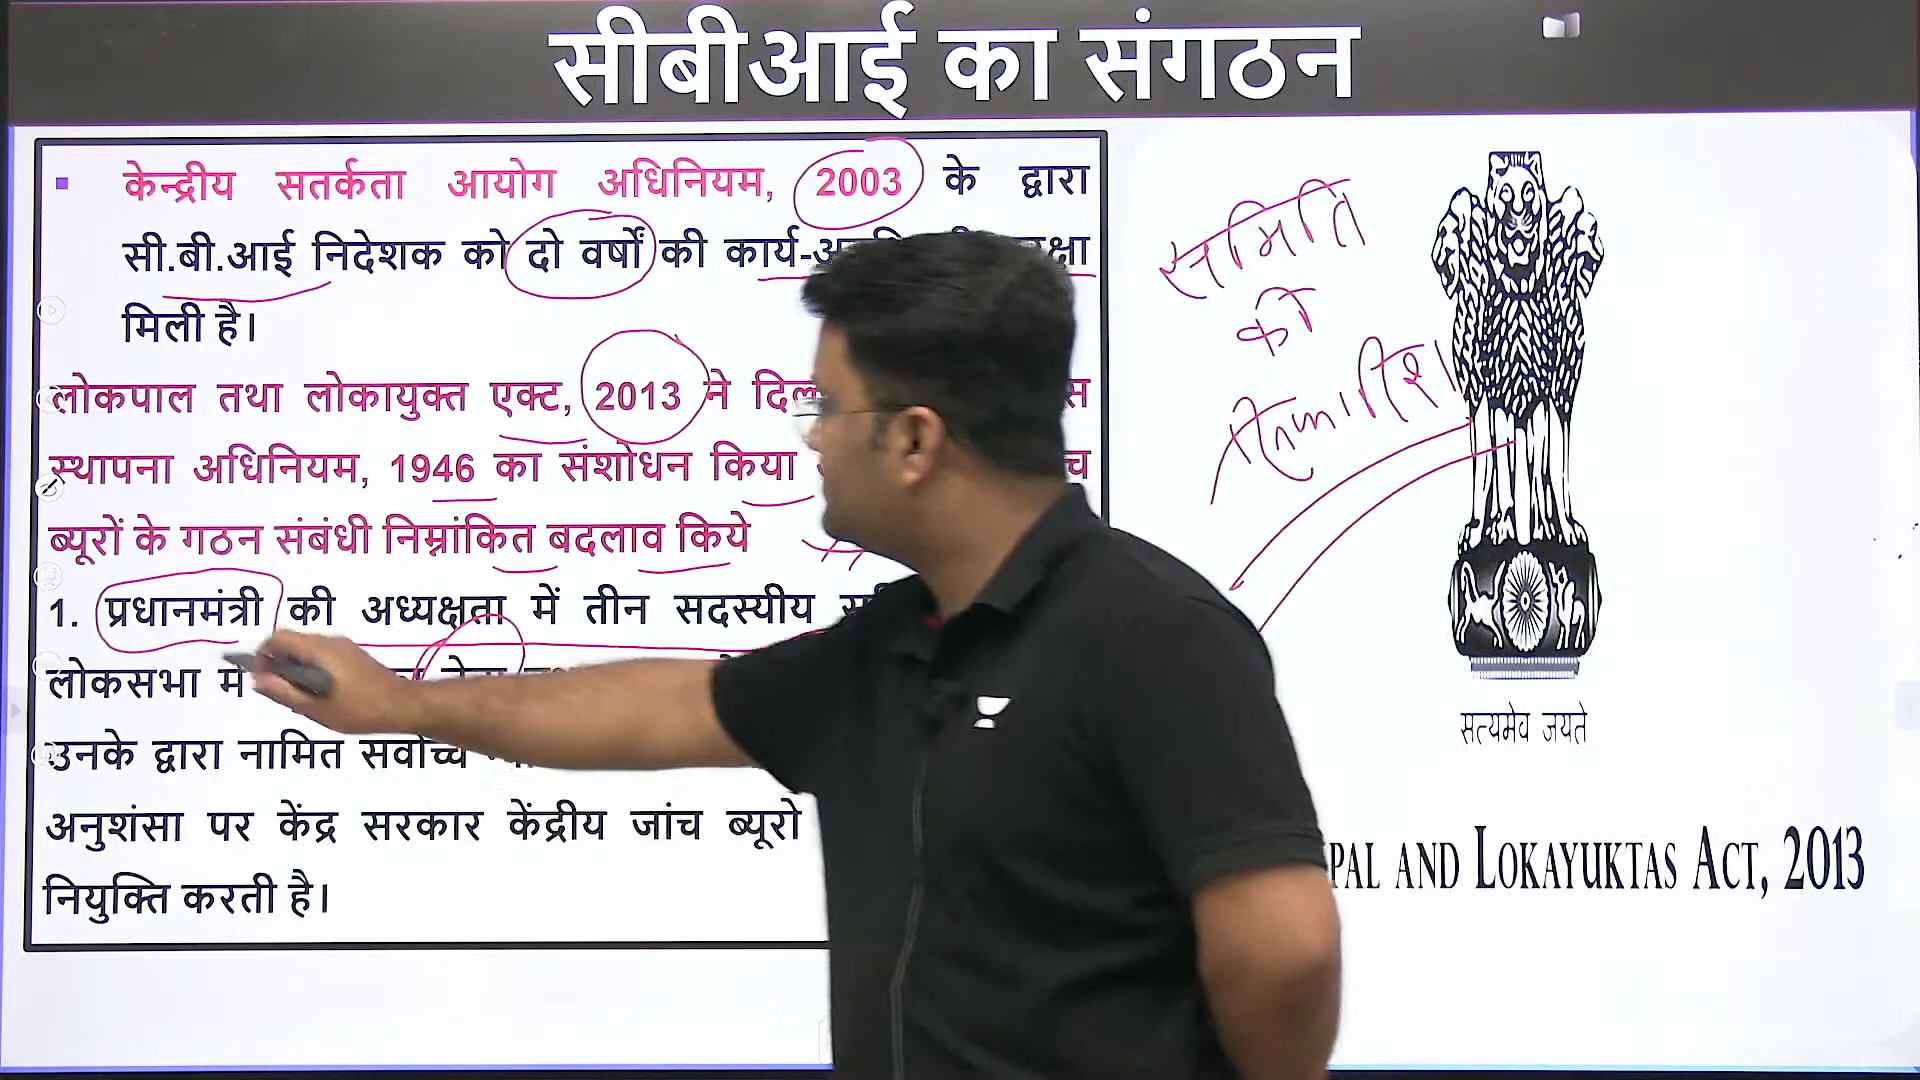 सीबीआई का संगठन
केन्द्रीय सतर्कता आयोग अधिनियम, 2003 के द्वारा
सी.बी.आई निदेशक को दो वर्षों की कार्य-
मिली है।
लोकपाल तथा लोकायुक्त एक्ट, 2013 ने
स्थापना अधिनियम, 1946 का संशोधन किया
ब्यूरों के गठन संबंधी निम्नांकित बदलाव किये
1. प्रधानमंत्री की अध्यक्षता में तीन सदस्यीय
लोकसभा में
उनके द्वारा नामित सर्वोच्च
अनुशंसा पर केंद्र सरकार केंद्रीय जांच ब्यूरो
नियुक्ति करती है।
समिति
की
सत्यमेव जयते
AND LOKAYUKTAS ACT, 2013